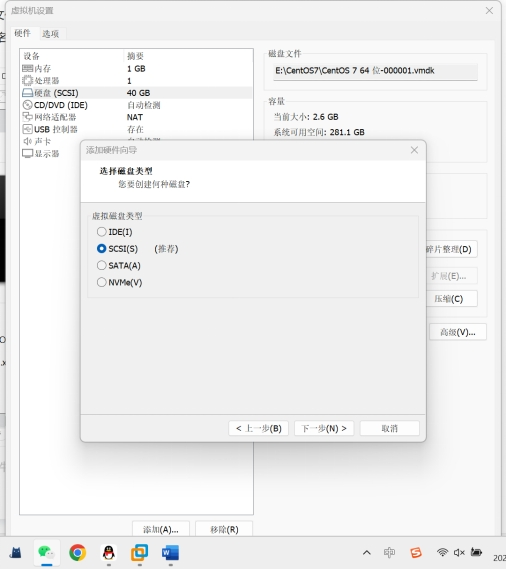 虚拟机设置
硬件 选项
设备 摘要
内存 1 GB
处理器 1
硬盘 (SCSI) 40 GB
CD/DVD (IDE) 自动检测
网络适配器 NAT
USB 控制器 存在
声卡
显示器
磁盘文件
E:\CentOS7\CentOS 7 64 位-000001.vmdk
容量
当前大小: 2.6 GB
系统可用空间: 281.1 GB
添加硬件向导
选择磁盘类型
您要创建何种磁盘?
虚拟磁盘类型
IDE(I)
SCSI(S) (推荐)
SATA(A)
NVMe(V)
< 上一步(B) 下一步(N) > 取消
碎片整理(D)
扩展(E)...
压缩(C)
高级(V)...
添加(A)... 移除(R)
中
202